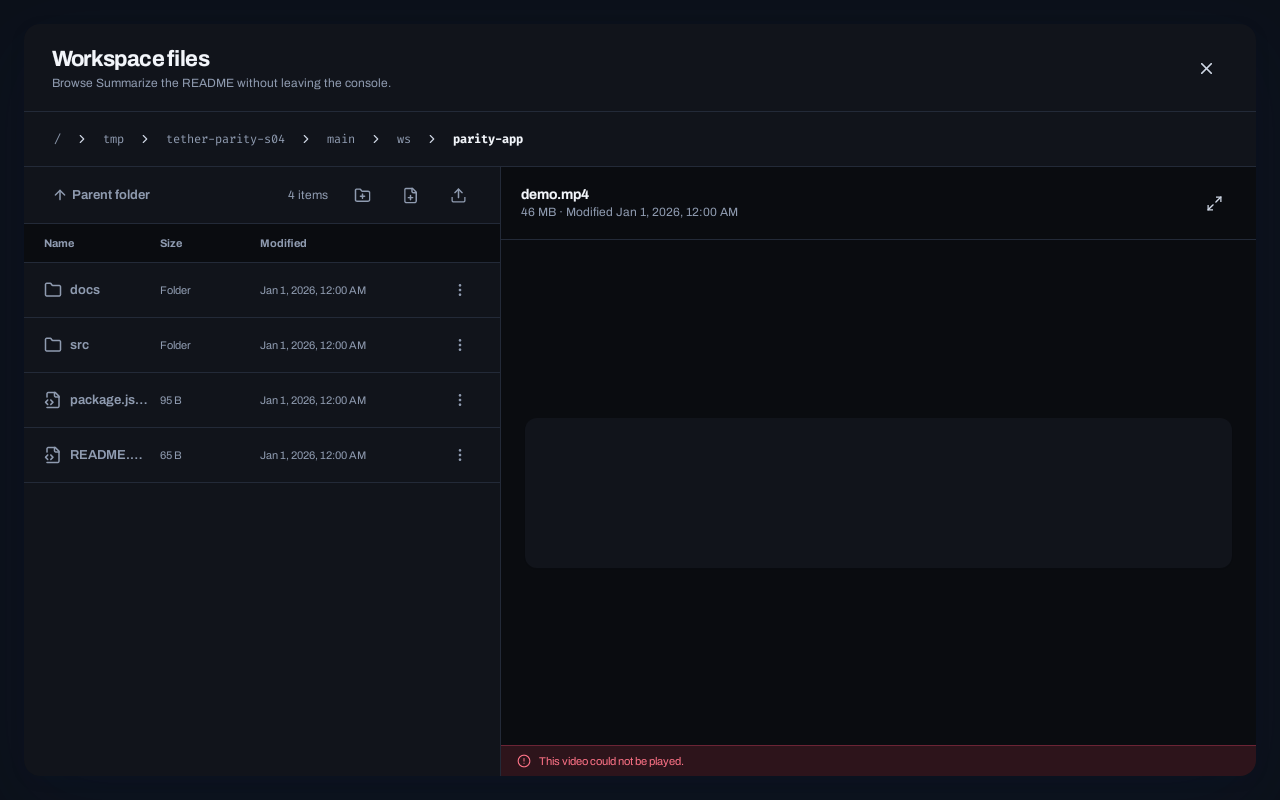 Workspace files
Browse Summarize the README without leaving the console.
/ tmp tether-parity-s04 main ws parity-app
Parent folder
4 items
Name Size Modified
docs Folder Jan 1, 2026, 12:00 AM
src Folder Jan 1, 2026, 12:00 AM
package.js... 95 B Jan 1, 2026, 12:00 AM
README.... 65 B Jan 1, 2026, 12:00 AM
demo.mp4
46 MB · Modified Jan 1, 2026, 12:00 AM
This video could not be played.